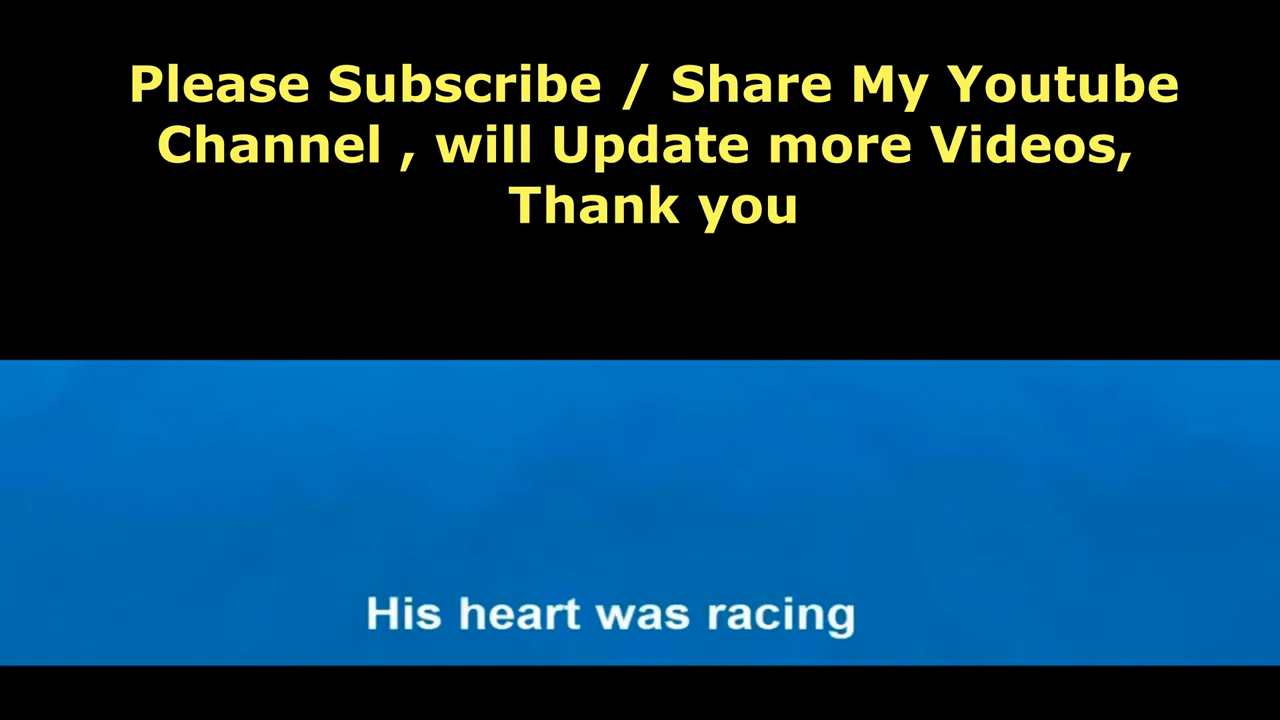 Please Subscribe / Share My Youtube
Channel , will Update more Videos,
Thank you
His heart was racing